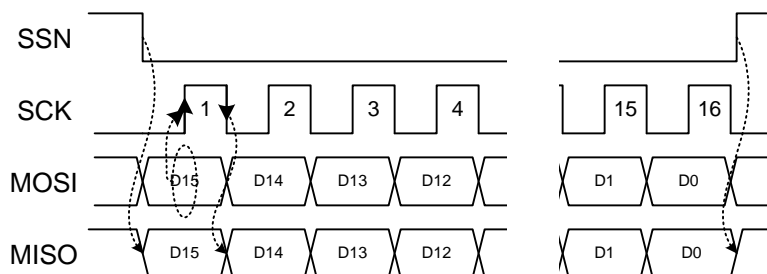 SSN
SCK 1 2 3 4 15 16
MOSI D15 D14 D13 D12 D1 D0
MISO D15 D14 D13 D12 D1 D0